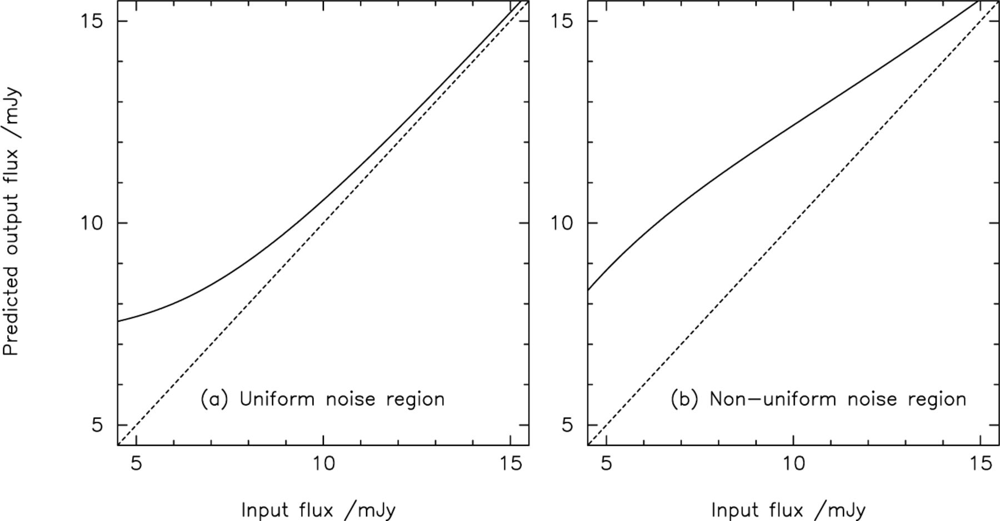 Predicted output flux /mJy
15
10
5
(a) Uniform noise region
5 10 15
Input flux /mJy
15
10
5
(b) Non-uniform noise region
5 10 15
Input flux /mJy